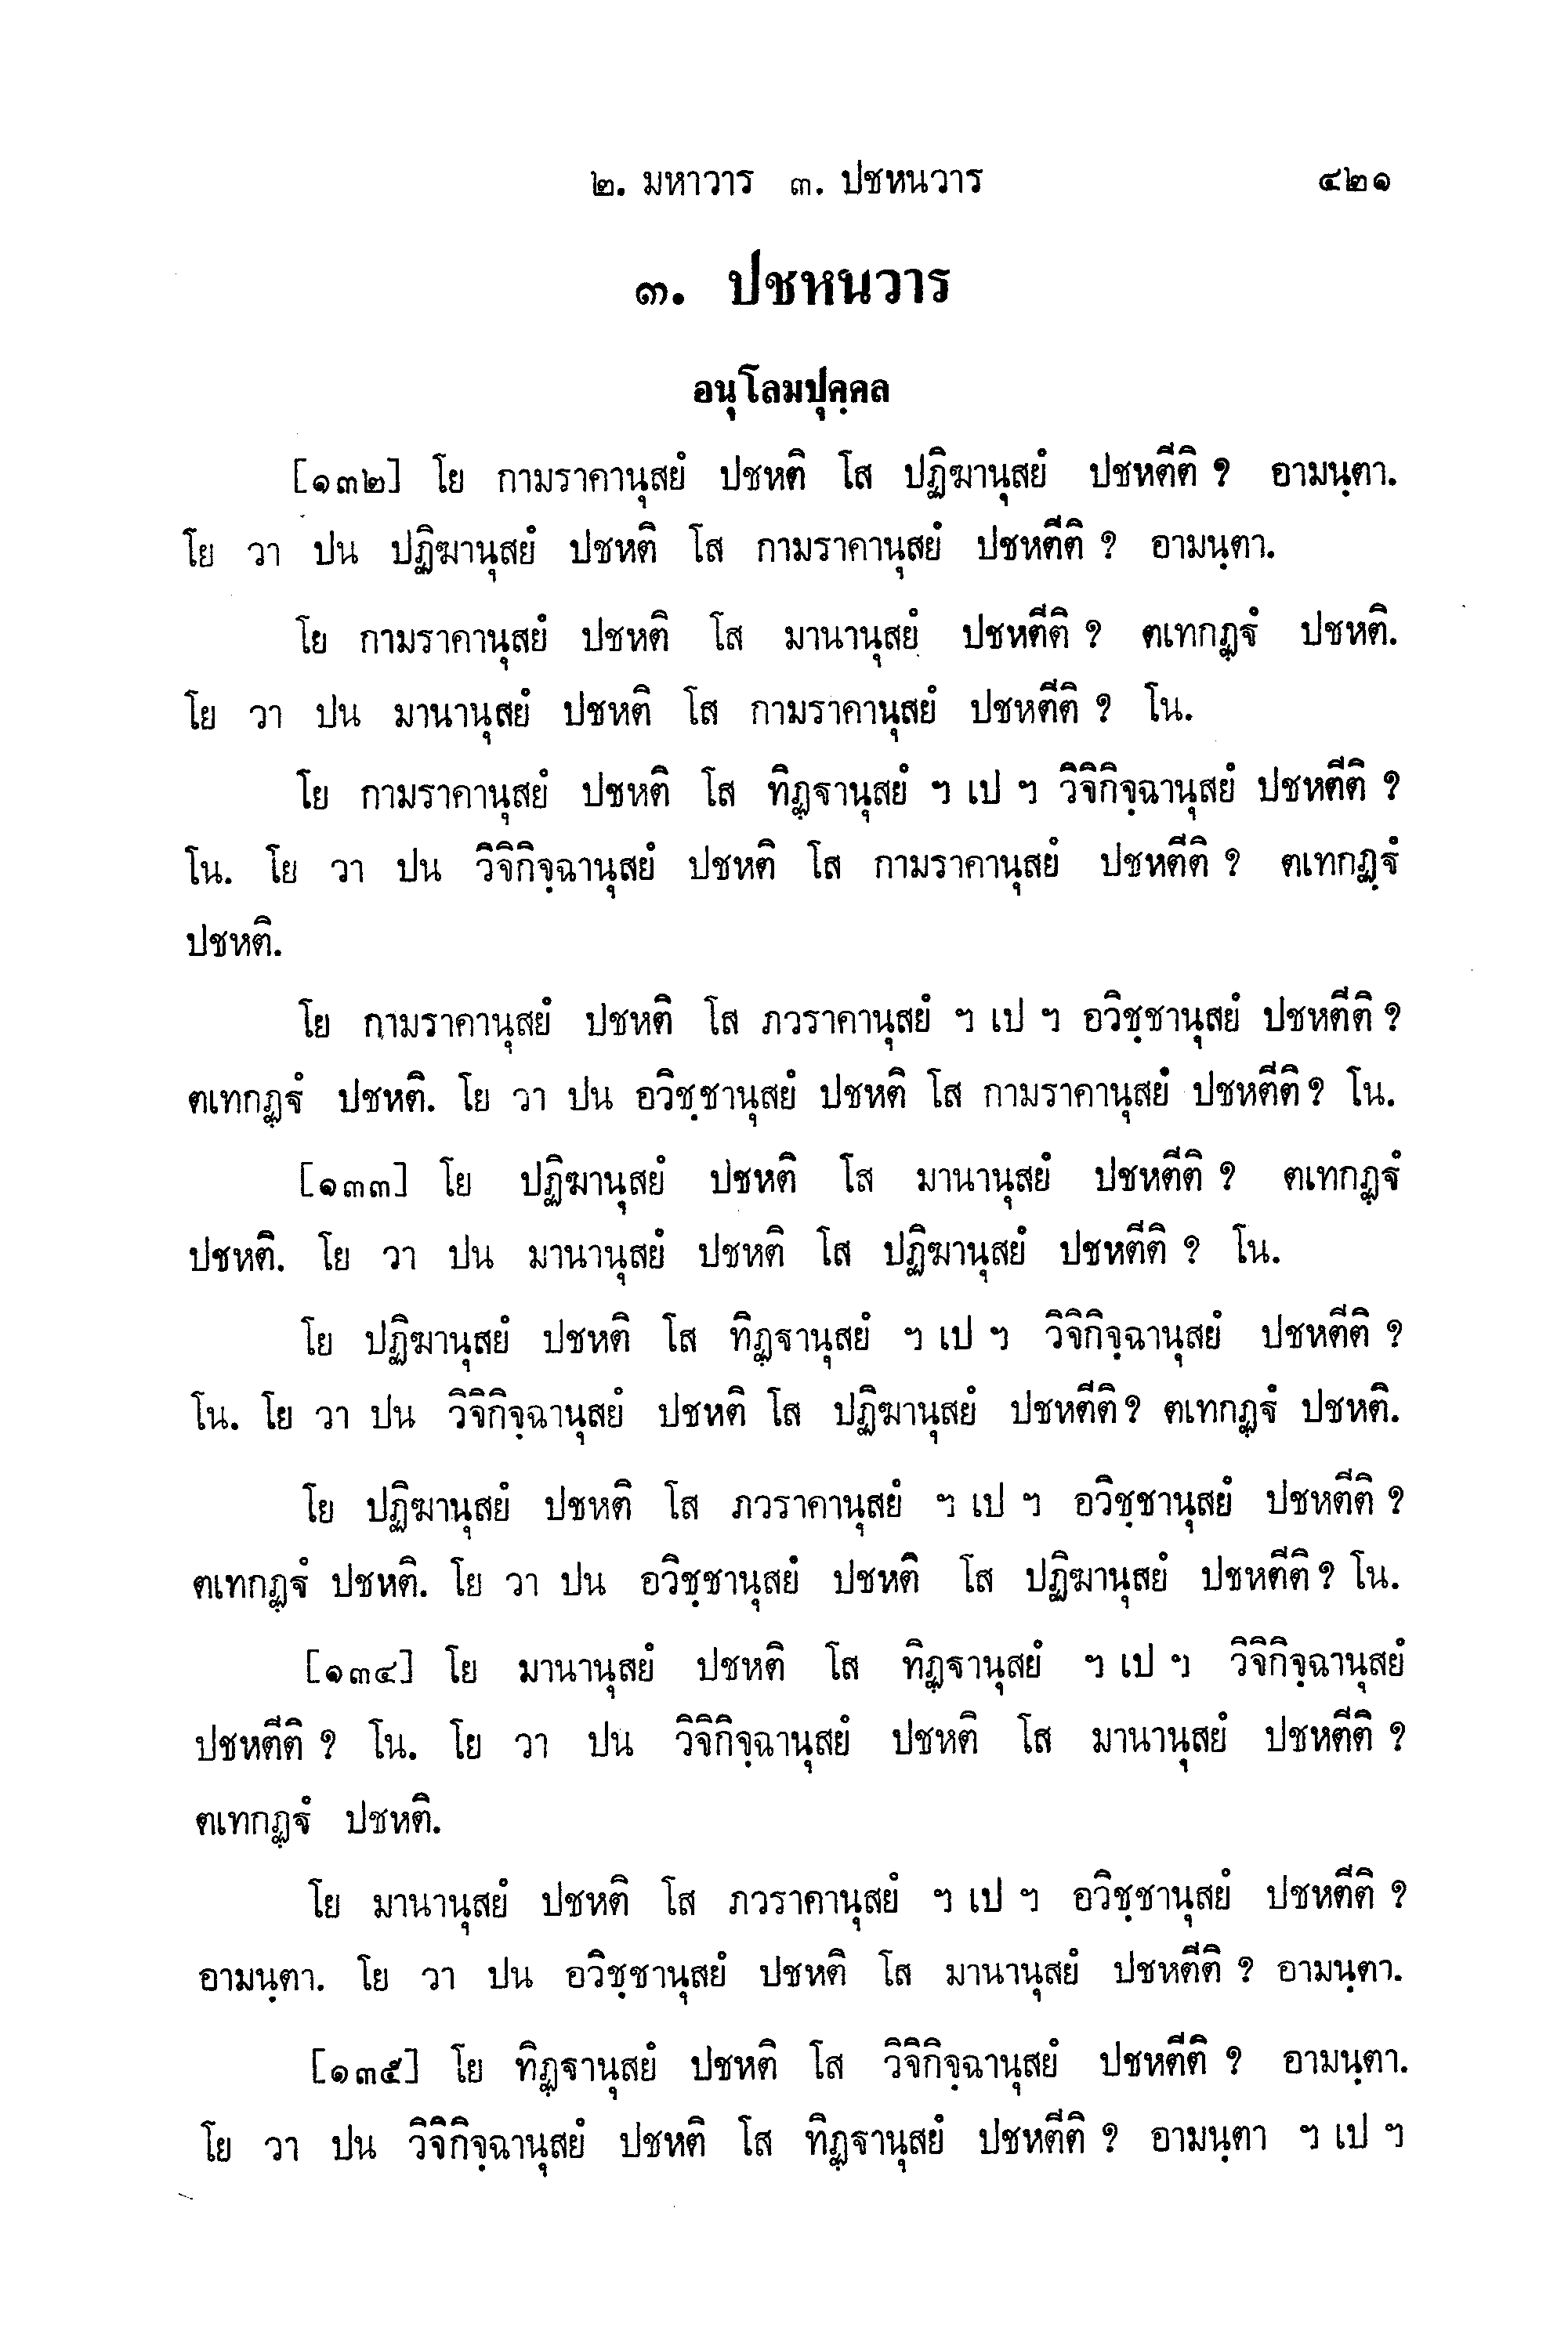 ๒. มหาวาร ๓. ปชหนวาร ๔๒๑
๓. ปชหนวาร
อนุโลมปุคฺคล
[๑๓๒] โย กามราคานุสยํ ปชหติ โส ปฏิฆานุสยํ ปชหตีติ ? อามนฺตา.
โย วา ปน ปฏิฆานุสยํ ปชหติ โส กามราคานุสยํ ปชหตีติ ? อามนฺตา.
โย กามราคานุสยํ ปชหติ โส มานานุสยํ ปชหตีติ ? ตเทกฏฺฐํ ปชหติ.
โย วา ปน มานานุสยํ ปชหติ โส กามราคานุสยํ ปชหตีติ ? โน.
โย กามราคานุสยํ ปชหติ โส ทิฏฺฐานุสยํ ฯ เป ฯ วิจิกิจฺฉานุสยํ ปชหตีติ ?
โน. โย วา ปน วิจิกิจฺฉานุสยํ ปชหติ โส กามราคานุสยํ ปชหตีติ ? ตเทกฏฺฐํ
ปชหติ.
โย กามราคานุสยํ ปชหติ โส ภวราคานุสยํ ฯ เป ฯ อวิชฺชานุสยํ ปชหตีติ ?
ตเทกฏฺฐํ ปชหติ. โย วา ปน อวิชฺชานุสยํ ปชหติ โส กามราคานุสยํ ปชหตีติ ? โน.
[๑๓๓] โย ปฏิฆานุสยํ ปชหติ โส มานานุสยํ ปชหตีติ ? ตเทกฏฺฐํ
ปชหติ. โย วา ปน มานานุสยํ ปชหติ โส ปฏิฆานุสยํ ปชหตีติ ? โน.
โย ปฏิฆานุสยํ ปชหติ โส ทิฏฺฐานุสยํ ฯ เป ฯ วิจิกิจฺฉานุสยํ ปชหตีติ ?
โน. โย วา ปน วิจิกิจฺฉานุสยํ ปชหติ โส ปฏิฆานุสยํ ปชหตีติ ? ตเทกฏฺฐํ ปชหติ.
โย ปฏิฆานุสยํ ปชหติ โส ภวราคานุสยํ ฯ เป ฯ อวิชฺชานุสยํ ปชหตีติ ?
ตเทกฏฺฐํ ปชหติ. โย วา ปน อวิชฺชานุสยํ ปชหติ โส ปฏิฆานุสยํ ปชหตีติ ? โน.
[๑๓๔] โย มานานุสยํ ปชหติ โส ทิฏฺฐานุสยํ ฯ เป ฯ วิจิกิจฺฉานุสยํ
ปชหตีติ ? โน. โย วา ปน วิจิกิจฺฉานุสยํ ปชหติ โส มานานุสยํ ปชหตีติ ?
ตเทกฏฺฐํ ปชหติ.
โย มานานุสยํ ปชหติ โส ภวราคานุสยํ ฯ เป ฯ อวิชฺชานุสยํ ปชหตีติ ?
อามนฺตา. โย วา ปน อวิชฺชานุสยํ ปชหติ โส มานานุสยํ ปชหตีติ ? อามนฺตา.
[๑๓๕] โย ทิฏฺฐานุสยํ ปชหติ โส วิจิกิจฺฉานุสยํ ปชหตีติ ? อามนฺตา.
โย วา ปน วิจิกิจฺฉานุสยํ ปชหติ โส ทิฏฺฐานุสยํ ปชหตีติ ? อามนฺตา ฯ เป ฯ